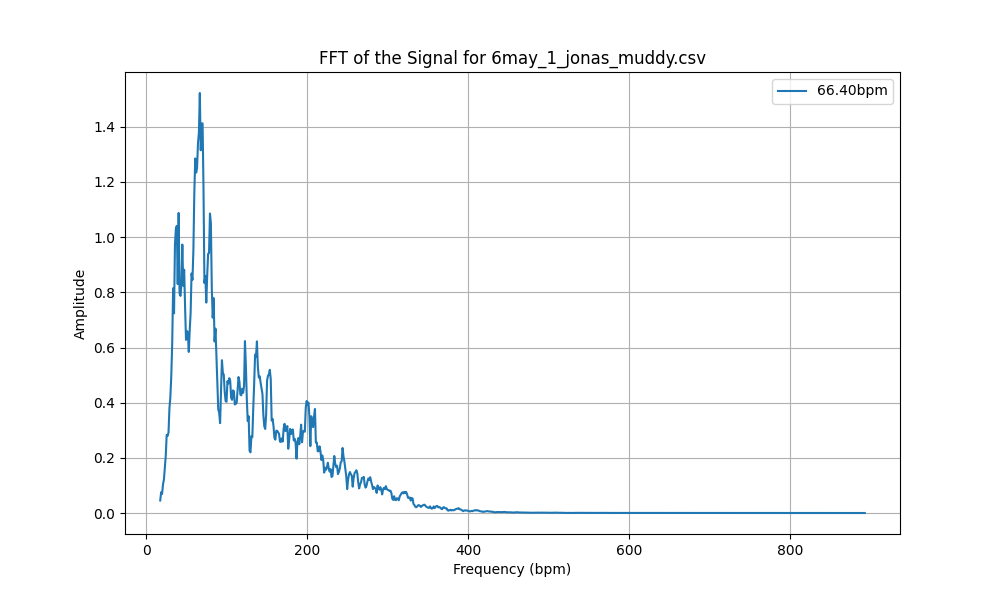 FFT of the Signal for 6may_1_jonas_muddy.csv
66.40bpm
Amplitude
1.4
1.2
1.0
0.8
0.6
0.4
0.2
0.0
0 200 400 600 800
Frequency (bpm)